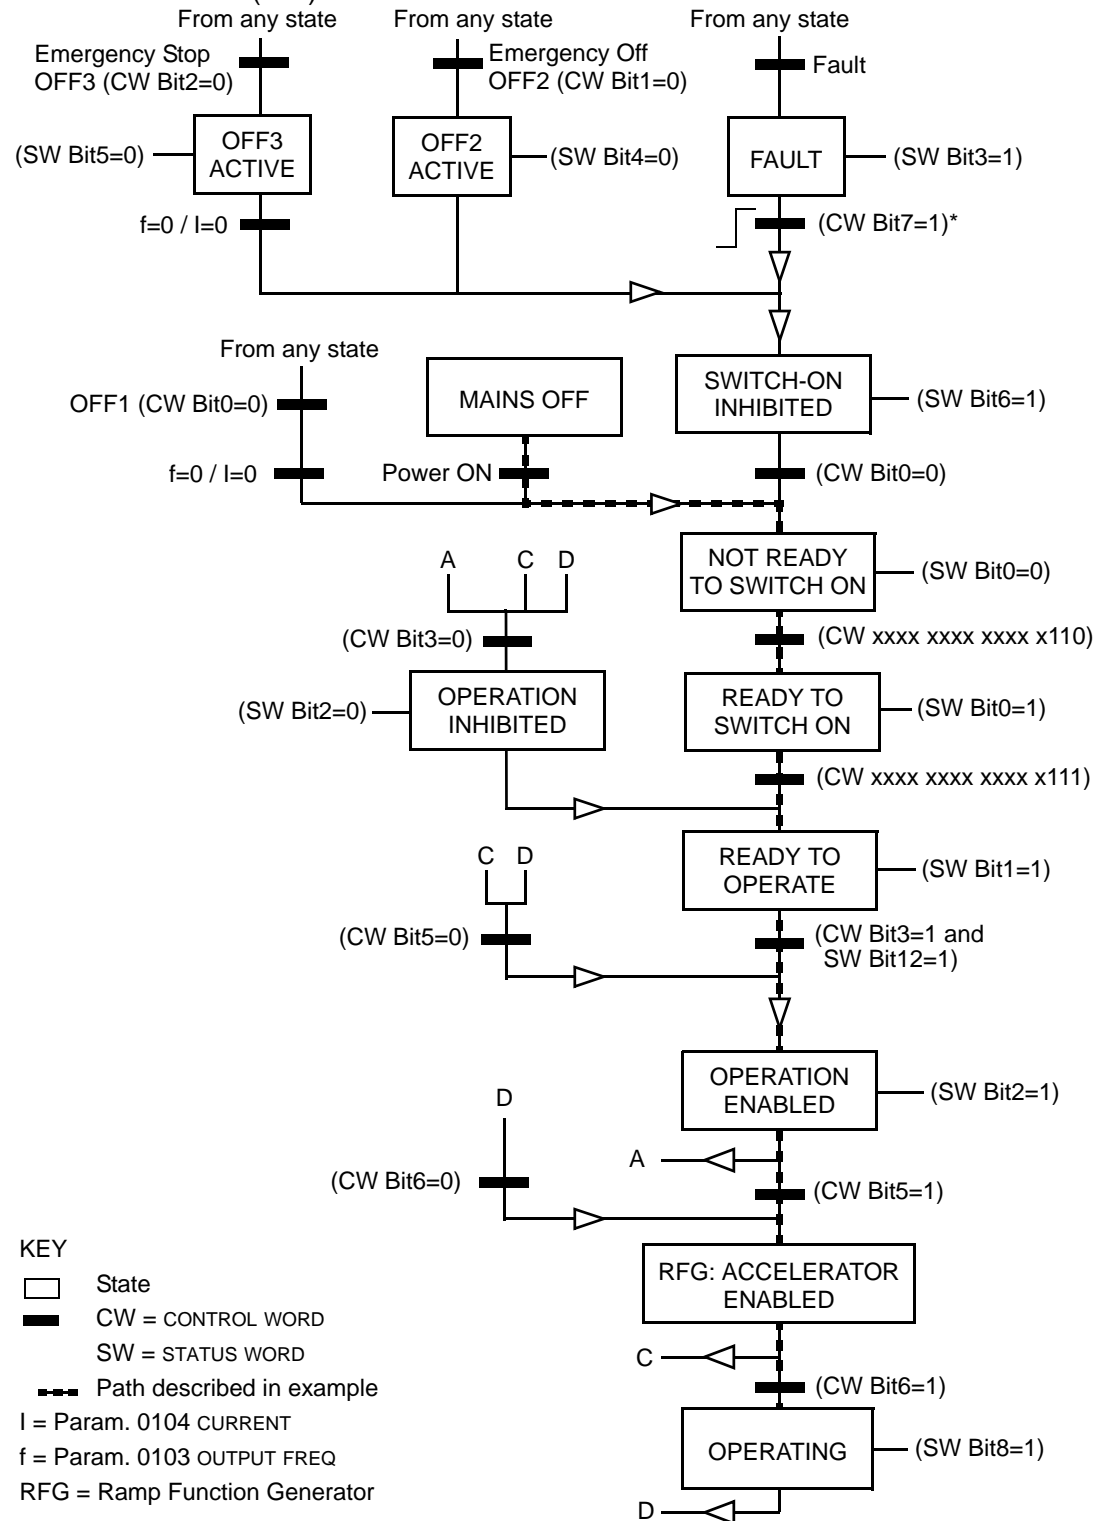 From any state
From any state
From any state
Emergency Stop
OFF3 (CW Bit2=0)
Emergency Off
OFF2 (CW Bit1=0)
Fault
(SW Bit5=0)
OFF3
ACTIVE
OFF2
ACTIVE
(SW Bit4=0)
FAULT
(SW Bit3=1)
f=0 / I=0
(CW Bit7=1)*
From any state
OFF1 (CW Bit0=0)
MAINS OFF
SWITCH-ON
INHIBITED
(SW Bit6=1)
f=0 / I=0
Power ON
(CW Bit0=0)
A
C
D
NOT READY
TO SWITCH ON
(SW Bit0=0)
(CW Bit3=0)
(CW xxxx xxxx xxxx x110)
(SW Bit2=0)
OPERATION
INHIBITED
READY TO
SWITCH ON
(SW Bit0=1)
(CW xxxx xxxx xxxx x111)
C
D
READY TO
OPERATE
(SW Bit1=1)
(CW Bit5=0)
(CW Bit3=1 and
SW Bit12=1)
D
OPERATION
ENABLED
(SW Bit2=1)
A
(CW Bit6=0)
(CW Bit5=1)
RFG: ACCELERATOR
ENABLED
C
(CW Bit6=1)
OPERATING
(SW Bit8=1)
D
KEY
State
CW = CONTROL WORD
SW = STATUS WORD
Path described in example
I = Param. 0104 CURRENT
f = Param. 0103 OUTPUT FREQ
RFG = Ramp Function Generator